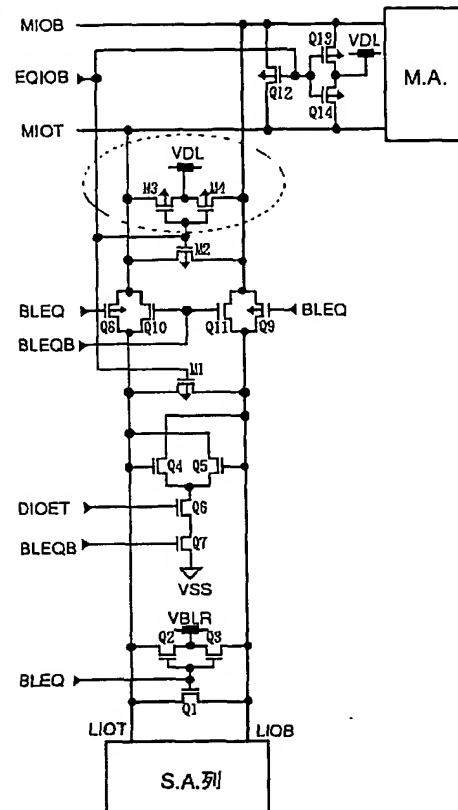 MIOB
Q13
VDL
EQIOB
Q12
M.A.
Q14
MIOT
VDL
M3
M4
M2
BLEQ
Q8
Q10
Q11
Q9
BLEQ
BLEQB
M1
Q4
Q5
DIOET
Q6
BLEQB
Q7
VSS
VBLR
Q2
Q3
BLEQ
Q1
LIOT
LIOB
S.A.列